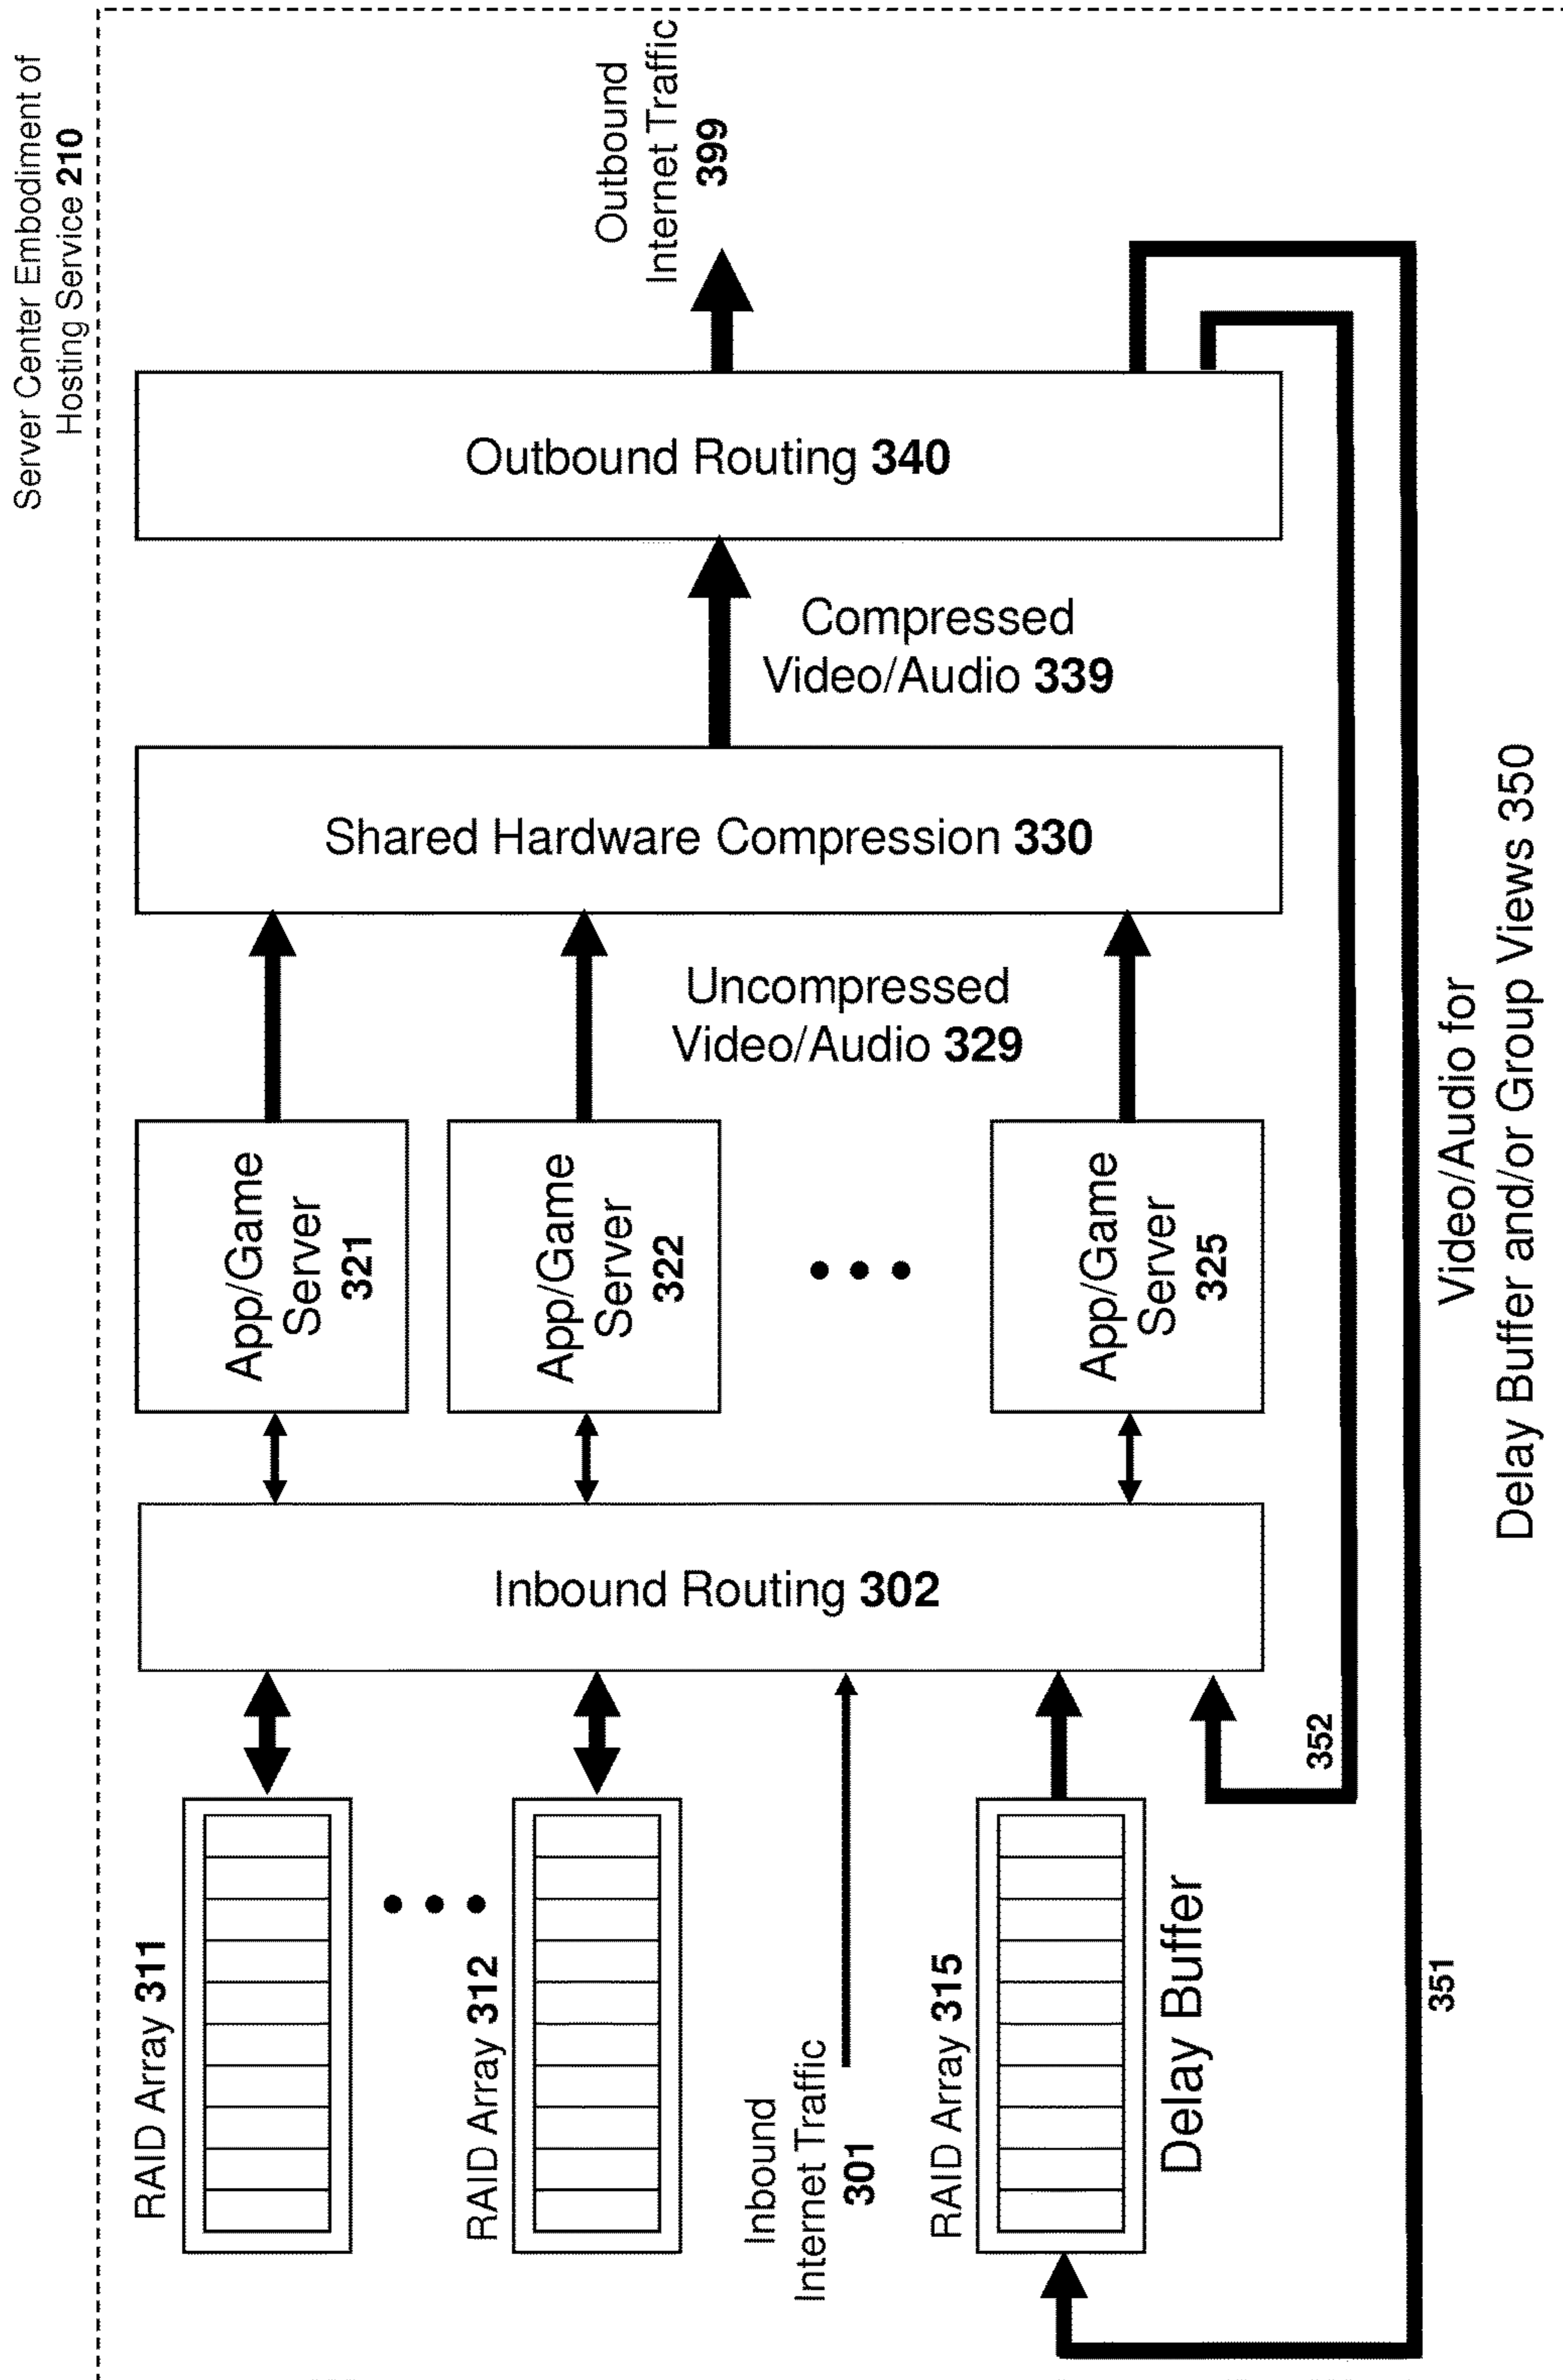 Server Center Embodiment of
Hosting Service 210
RAID Array 311
RAID Array 312
Inbound
Internet Traffic
301
RAID Array 315
Delay Buffer
Inbound Routing 302
App/Game
Server
321
App/Game
Server
322
App/Game
Server
325
Uncompressed
Video/Audio 329
Shared Hardware Compression 330
Compressed
Video/Audio 339
Outbound Routing 340
Outbound
Internet Traffic
399
352
351
Video/Audio for
Delay Buffer and/or Group Views 350